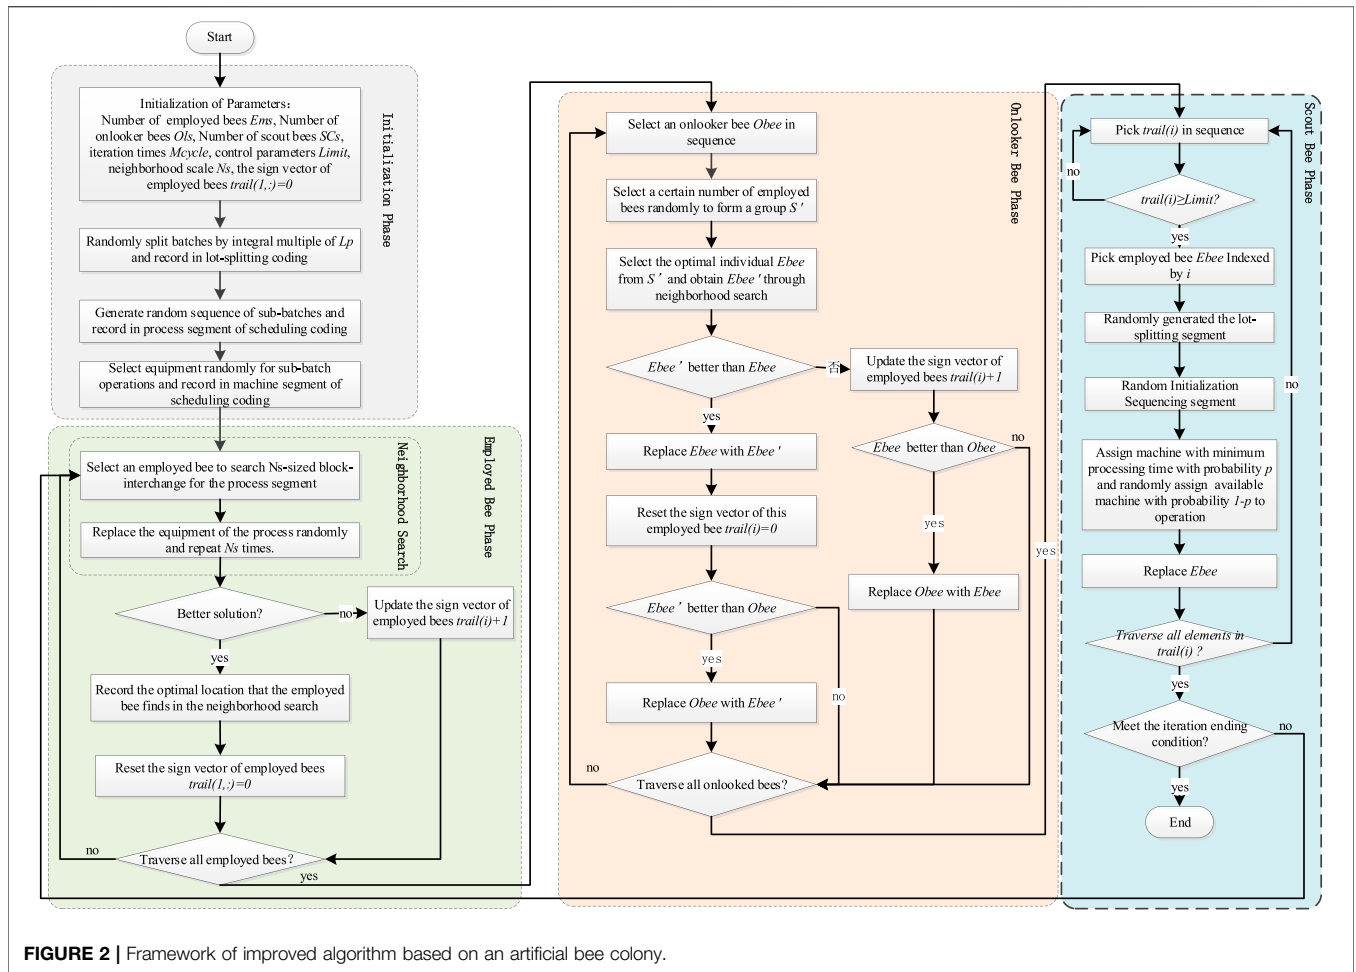 Start
Initialization of Parameters:
Number of employed bees Ems, Number of
onlooker bees Ols, Number of scout bees SCs,
iteration times Mcycle, control parameters Limit,
neighborhood scale Ns, the sign vector of
employed bees trail(1,:)=0
Randomly split batches by integral multiple of Lp
and record in lot-splitting coding
Generate random sequence of sub-batches and
record in process segment of scheduling coding
Select equipment randomly for sub-batch
operations and record in machine segment of
scheduling coding
Initialization Phase
Select an employed bee to search Ns-sized block-
interchange for the process segment
Replace the equipment of the process randomly
and repeat Ns times.
Neighborhood Search
Employed Bee Phase
Better solution?
no
Update the sign vector of
employed bees trail(i)+1
yes
Record the optimal location that the employed
bee finds in the neighborhood search
Reset the sign vector of employed bees
trail(1,:)=0
Traverse all employed bees?
no
yes
Select an onlooker bee Obee in
sequence
Select a certain number of employed
bees randomly to form a group S'
Select the optimal individual Ebee
from S' and obtain Ebee' through
neighborhood search
Ebee' better than Ebee
否
Update the sign vector of
employed bees trail(i)+1
yes
Replace Ebee with Ebee'
Ebee better than Obee
no
Reset the sign vector of this
employed bee trail(i)=0
yes
Replace Obee with Ebee
Ebee' better than Obee
yes
no
Replace Obee with Ebee'
Traverse all onlooked bees?
no
yes
Onlooker Bee Phase
Pick trail(i) in sequence
no
trail(i)≥Limit?
yes
Pick employed bee Ebee Indexed
by i
Randomly generated the lot-
splitting segment
Random Initialization
Sequencing segment
no
Assign machine with minimum
processing time with probability p
and randomly assign available
machine with probability 1-p to
operation
Replace Ebee
Traverse all elements in
trail(i) ?
yes
Meet the iteration ending
condition?
no
yes
End
Scout Bee Phase
FIGURE 2 | Framework of improved algorithm based on an artificial bee colony.